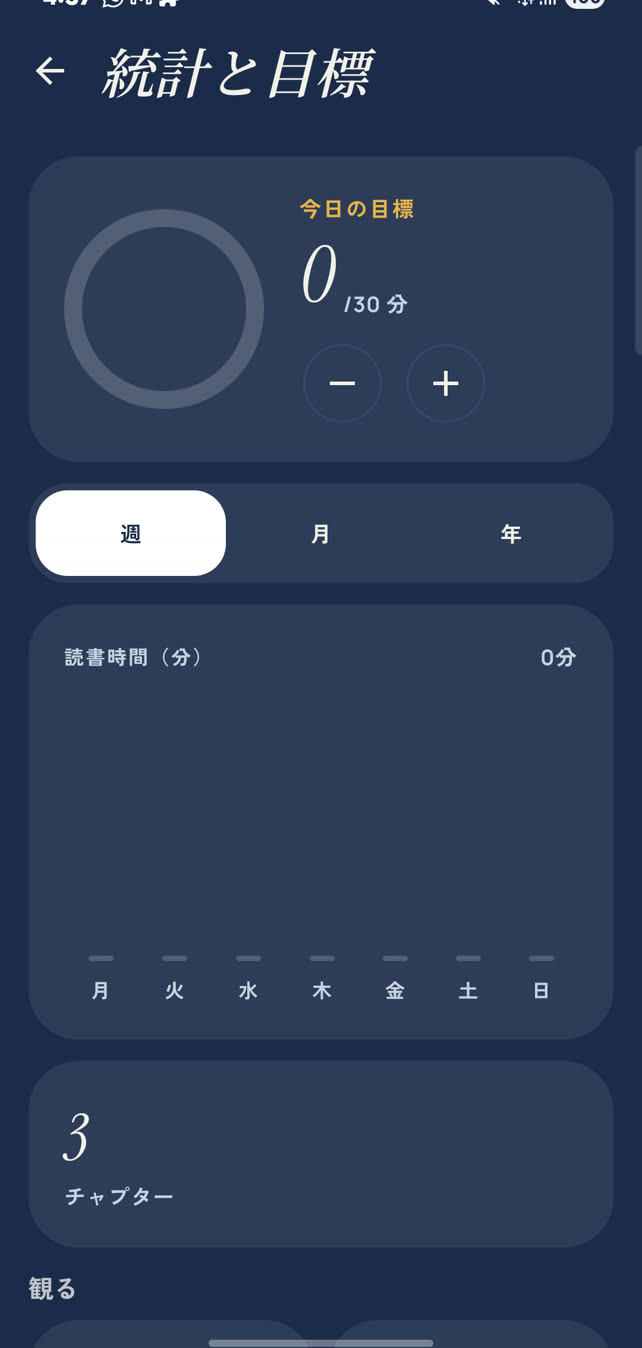 統計と目標
今日の目標
0 /30 分
週 月 年
読書時間（分） 0分
月 火 水 木 金 土 日
3
チャプター
観る